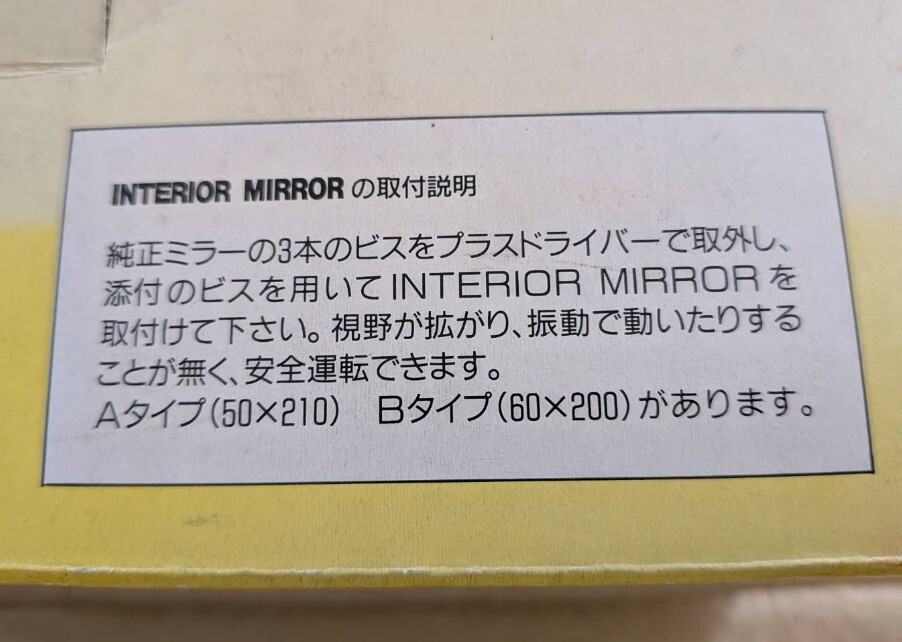 INTERIOR MIRRORの取付説明
純正ミラーの3本のビスをプラスドライバーで取外し、
添付のビスを用いてINTERIOR MIRRORを
取付けて下さい。視野が拡がり、振動で動いたりする
ことが無く、安全運転できます。
Aタイプ(50×210) Bタイプ(60×200)があります。